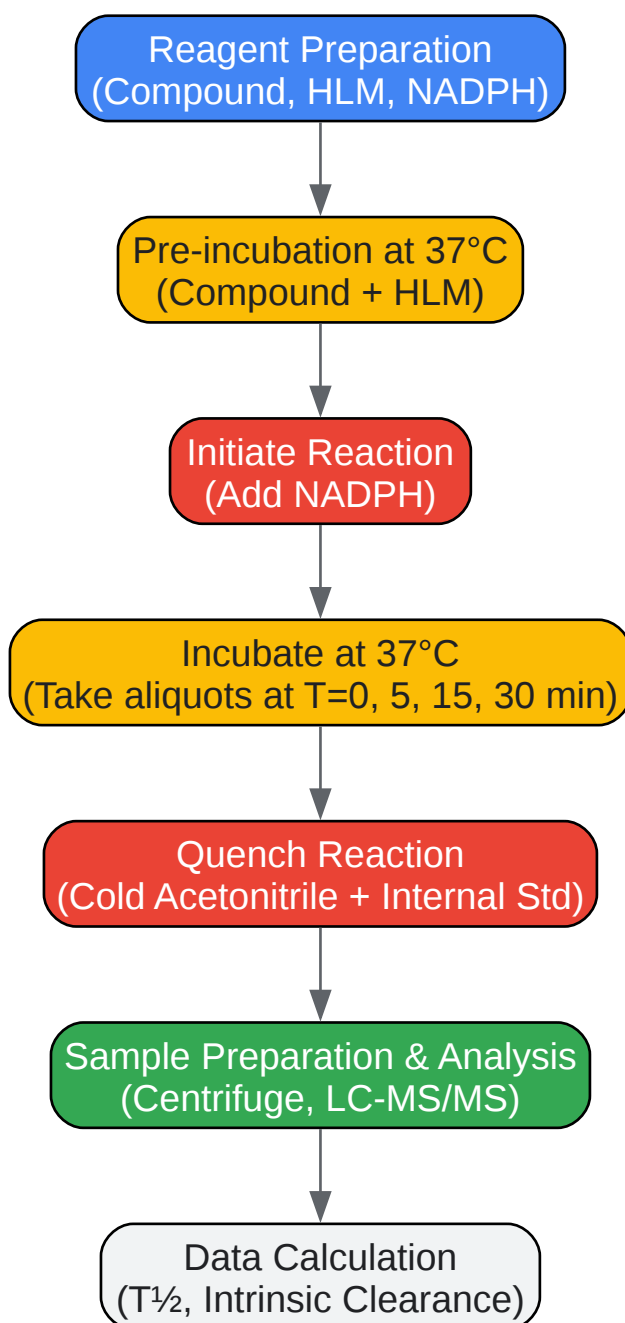 Reagent Preparation
(Compound, HLM, NADPH)
Pre-incubation at 37°C
(Compound + HLM)
Initiate Reaction
(Add NADPH)
Incubate at 37°C
(Take aliquots at T=0, 5, 15, 30 min)
Quench Reaction
(Cold Acetonitrile + Internal Std)
Sample Preparation & Analysis
(Centrifuge, LC-MS/MS)
Data Calculation
(T½, Intrinsic Clearance)